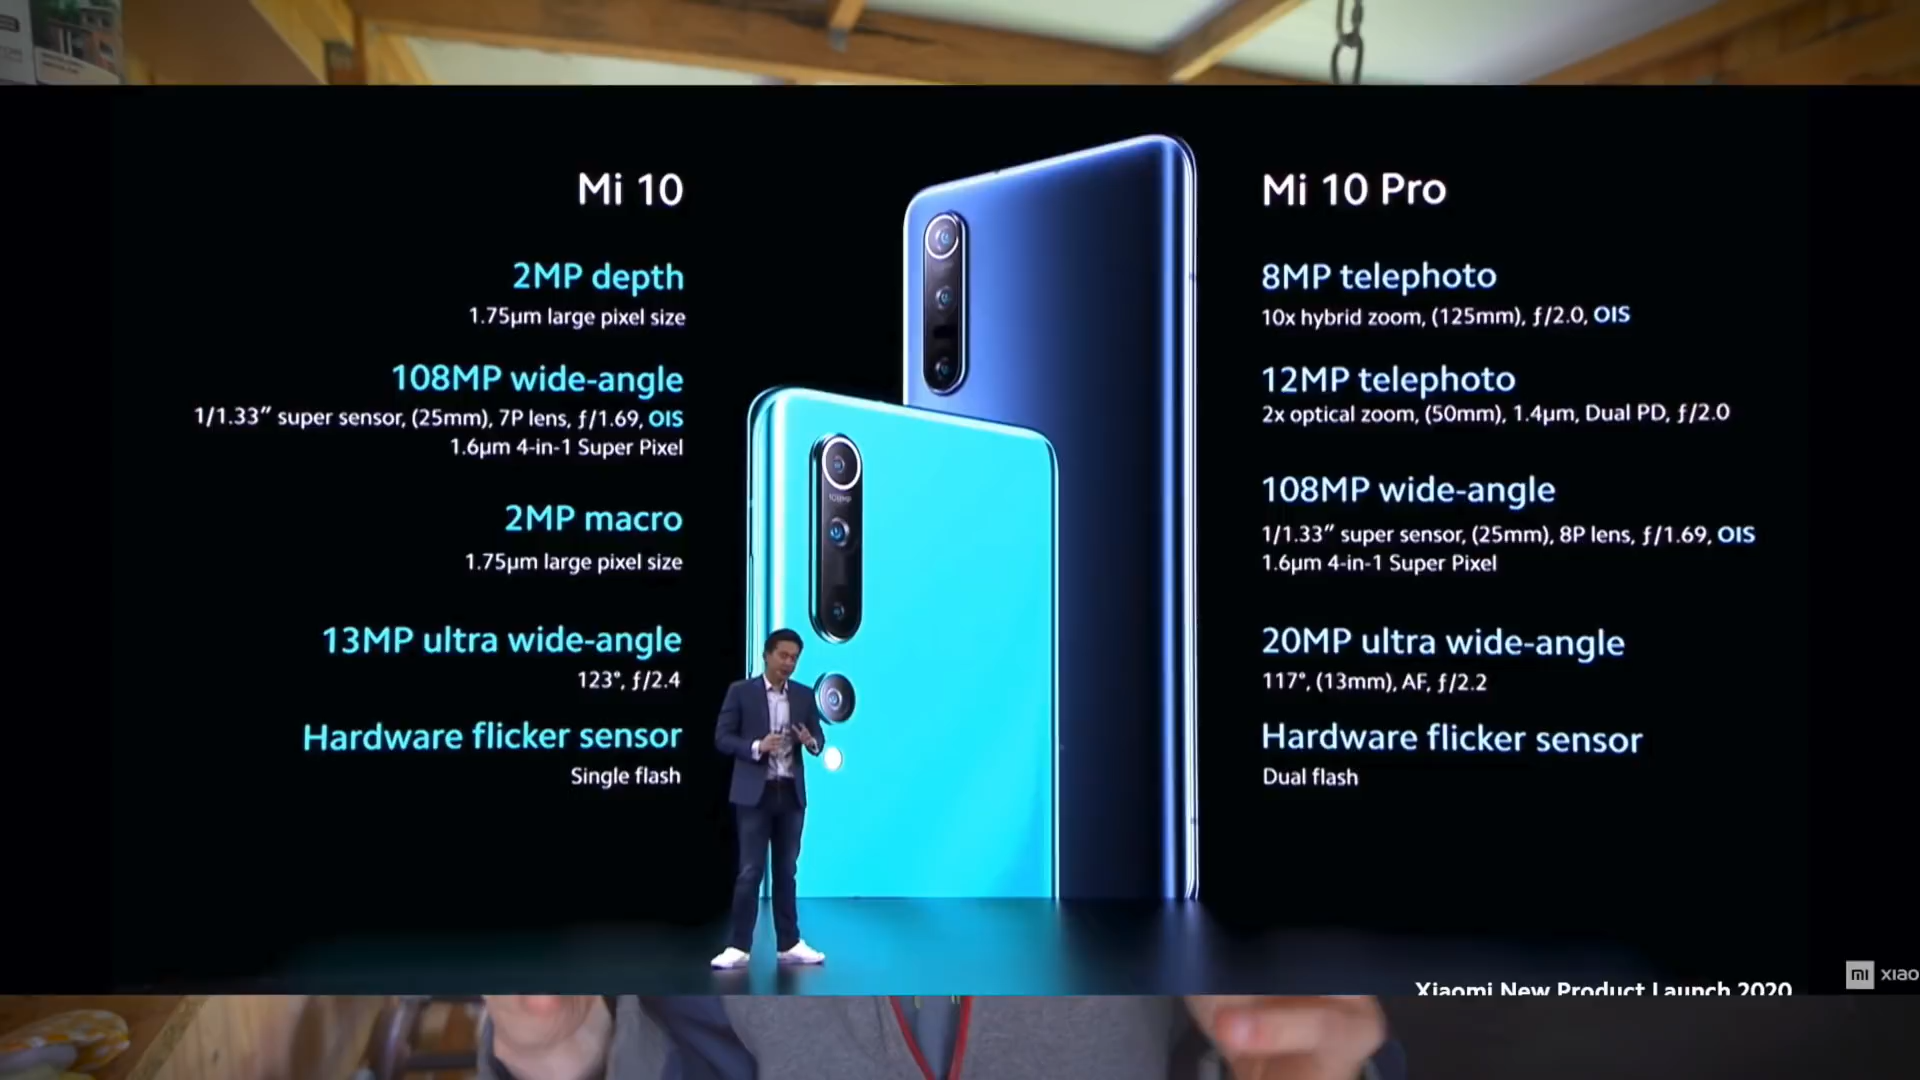 Mi 10
2MP depth
1.75μm large pixel size
108MP wide-angle
1/1.33″ super sensor, (25mm), 7P lens, ƒ/1.69, OIS
1.6μm 4-in-1 Super Pixel
2MP macro
1.75μm large pixel size
13MP ultra wide-angle
123°, ƒ/2.4
Hardware flicker sensor
Single flash
108MP
Mi 10 Pro
8MP telephoto
10x hybrid zoom, (125mm), ƒ/2.0, OIS
12MP telephoto
2x optical zoom, (50mm), 1.4μm, Dual PD, ƒ/2.0
108MP wide-angle
1/1.33″ super sensor, (25mm), 8P lens, ƒ/1.69, OIS
1.6μm 4-in-1 Super Pixel
20MP ultra wide-angle
117°, (13mm), AF, ƒ/2.2
Hardware flicker sensor
Dual flash
mi XIAO
Xiaomi New Product Launch 2020